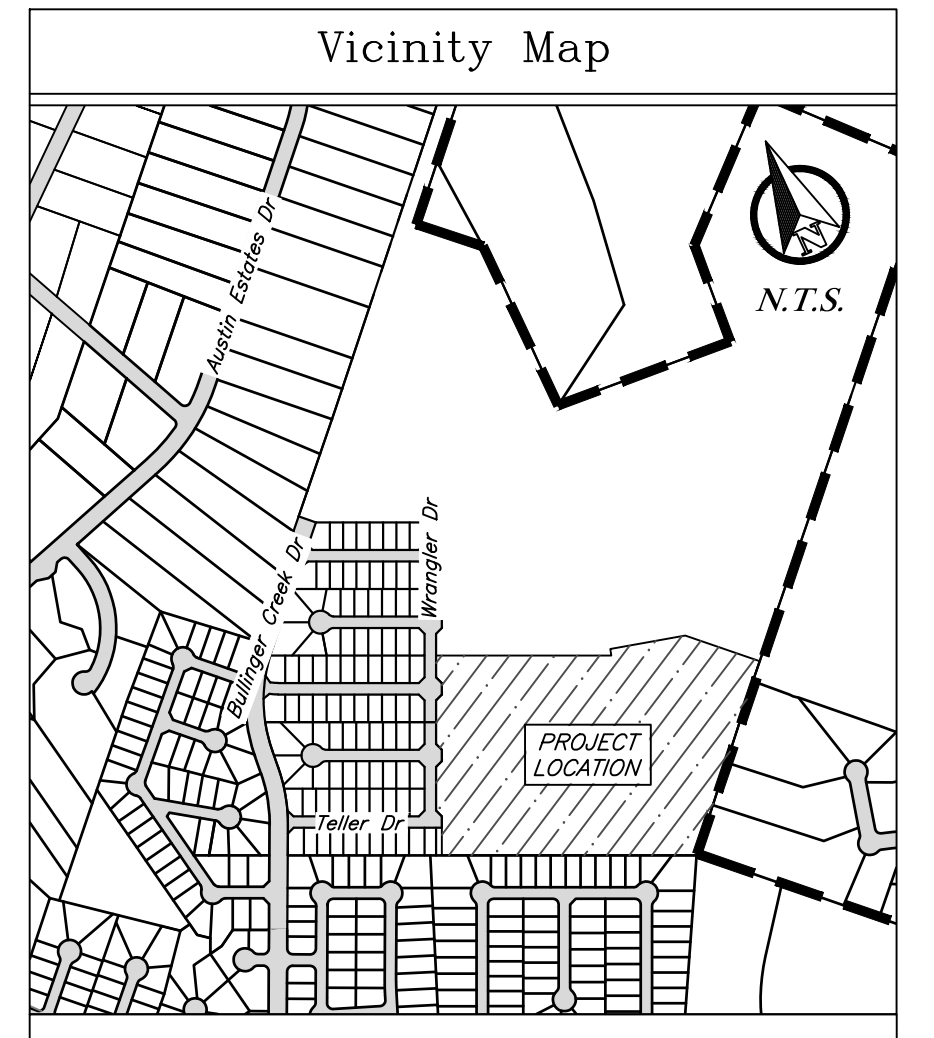 Vicinity Map
Austin Estates Dr
N
N.T.S.
Wrangler Dr
Bullinger Creek Dr
PROJECT
LOCATION
Teller Dr